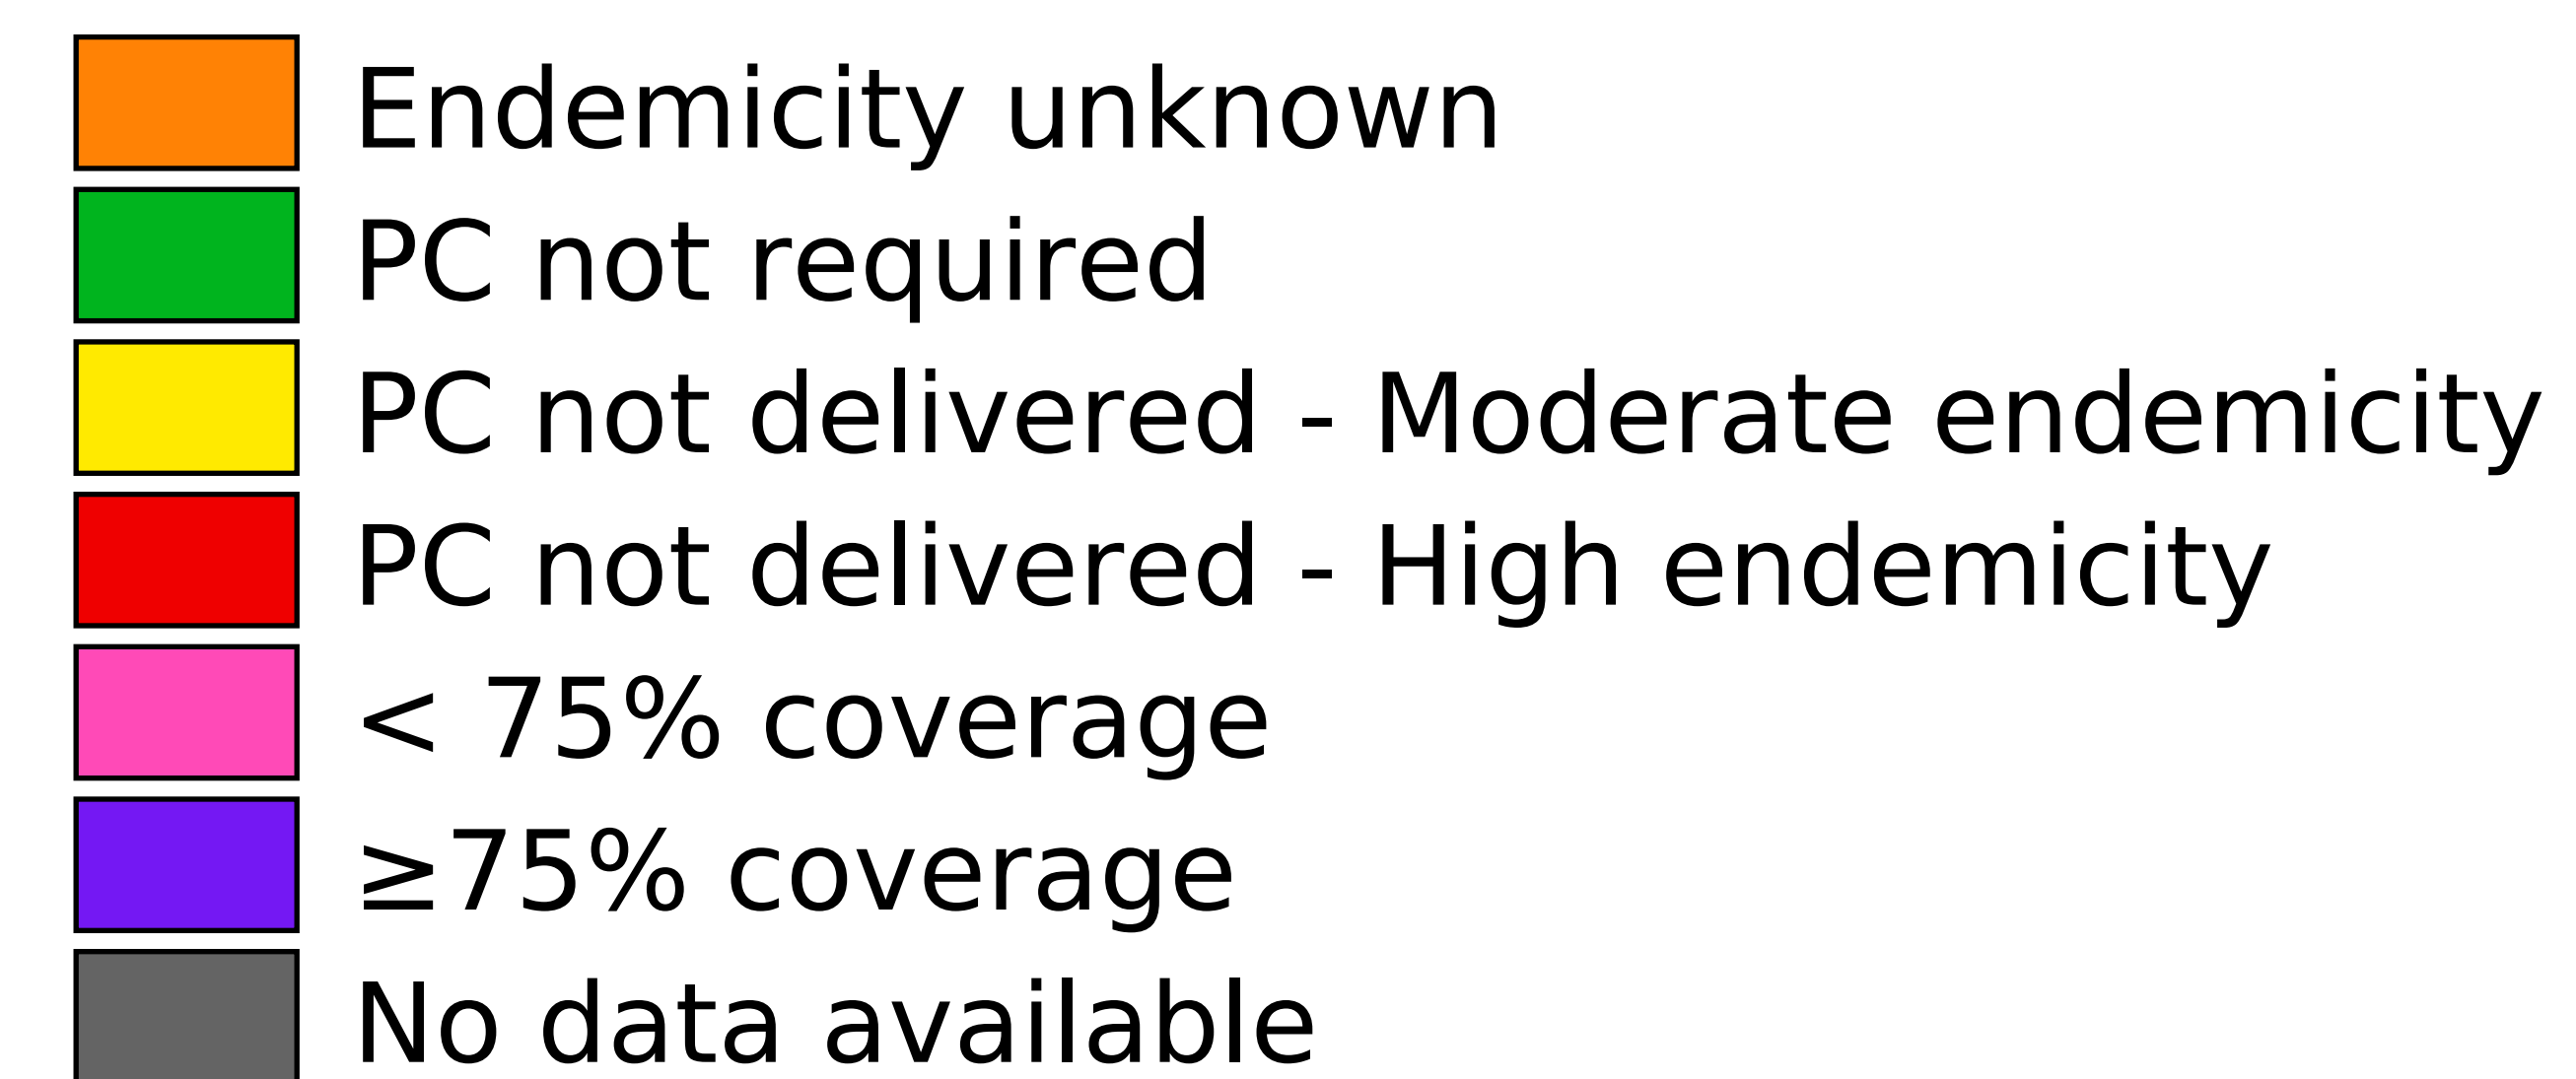 Endemicity unknown
PC not required
PC not delivered - Moderate endemicity
PC not delivered - High endemicity
< 75% coverage
≥75% coverage
No data available